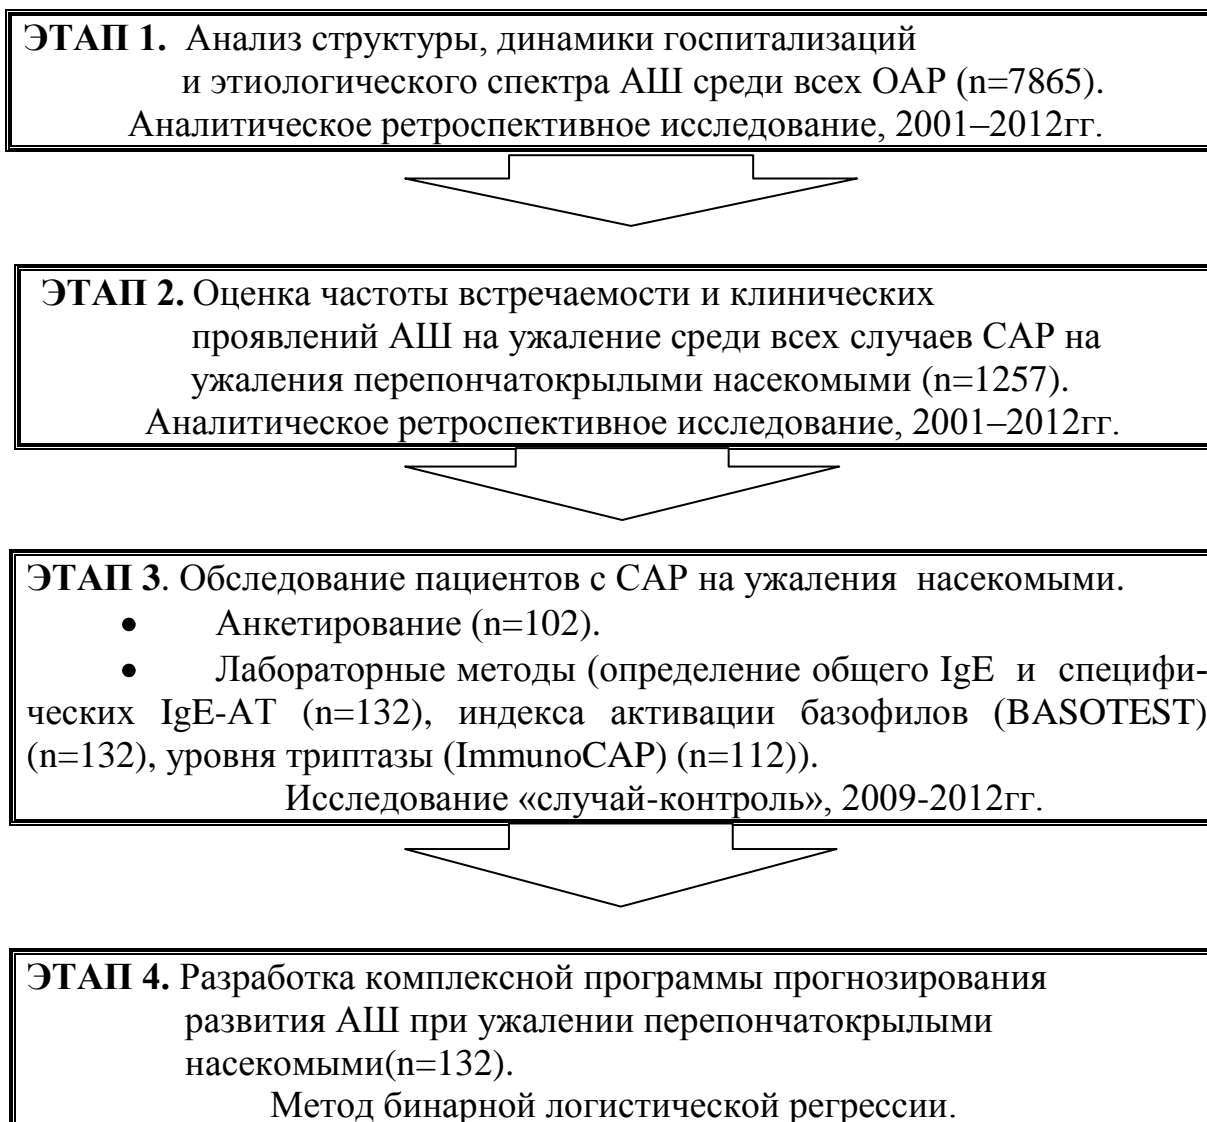 ЭТАП 1. Анализ структуры, динамики госпитализаций
и этиологического спектра АШ среди всех ОАР (n=7865).
Аналитическое ретроспективное исследование, 2001–2012гг.
ЭТАП 2. Оценка частоты встречаемости и клинических
проявлений АШ на ужаление среди всех случаев САР на
ужаления перепончатокрылыми насекомыми (n=1257).
Аналитическое ретроспективное исследование, 2001–2012гг.
ЭТАП 3. Обследование пациентов с САР на ужаления насекомыми.
• Анкетирование (n=102).
• Лабораторные методы (определение общего IgE и специфи-
ческих IgE-АТ (n=132), индекса активации базофилов (BASOTEST)
(n=132), уровня триптазы (ImmunoCAP) (n=112)).
Исследование «случай-контроль», 2009-2012гг.
ЭТАП 4. Разработка комплексной программы прогнозирования
развития АШ при ужалении перепончатокрылыми
насекомыми(n=132).
Метод бинарной логистической регрессии.